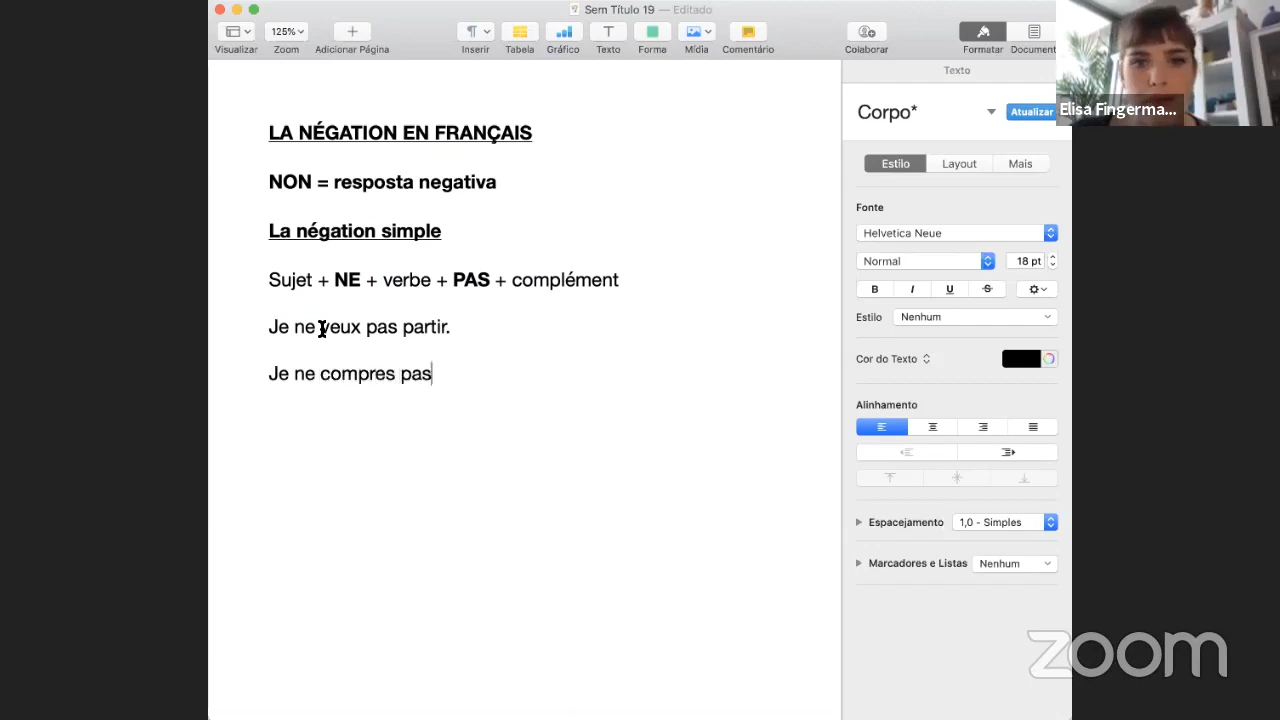 Sem Título 19 — Editado
125%
Visualizar Zoom Adicionar Página Inserir Tabela Gráfico Texto Forma Mídia Comentário Colaborar Formatar Document
Texto
Corpo* Atualizar
Elisa Fingerma...
Estilo Layout Mais
LA NÉGATION EN FRANÇAIS
NON = resposta negativa
La négation simple
Sujet + NE + verbe + PAS + complément
Je ne veux pas partir.
Je ne compres pas
Fonte
Helvetica Neue
Normal 18 pt
B I U S
Estilo Nenhum
Cor do Texto
Alinhamento
Espacejamento 1,0 - Simples
Marcadores e Listas Nenhum
zoom